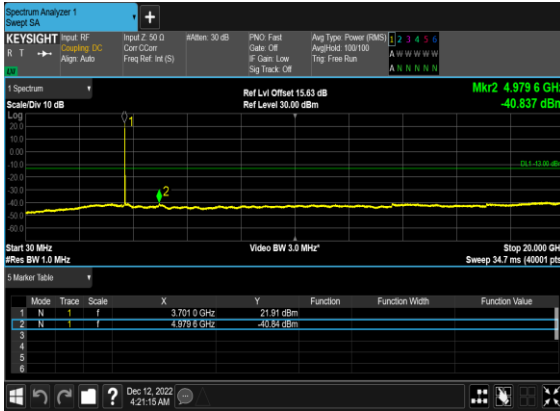 Spectrum Analyzer 1
Swept SA
+
KEYSIGHT Input: RF Input Z: 50 Ω #Atten: 30 dB PNO: Fast Avg Type: Power (RMS) 1 2 3 4 5 6
R T Coupling: DC Corr CCorr Gate: Off Avg|Hold: 100/100 A W W W W W
Align: Auto Freq Ref: Int (S) IF Gain: Low Trig: Free Run
Sig Track: Off A N N N N N
1 Spectrum Ref Lvl Offset 15.63 dB Mkr2 4.979 6 GHz
Scale/Div 10 dB Ref Level 30.00 dBm -40.837 dBm
Log
20.0
10.0
0.00
-10.0
DL1 -13.00 dBm
-20.0
-30.0
-40.0
-50.0
-60.0
1
2
Start 30 MHz Video BW 3.0 MHz* Stop 20.000 GHz
#Res BW 1.0 MHz Sweep 34.7 ms (40001 pts)
5 Marker Table
Mode Trace Scale X Y Function Function Width Function Value
1 N 1 f 3.701 0 GHz 21.91 dBm
2 N 1 f 4.979 6 GHz -40.84 dBm
3
4
5
6
? Dec 12, 2022
4:21:15 AM